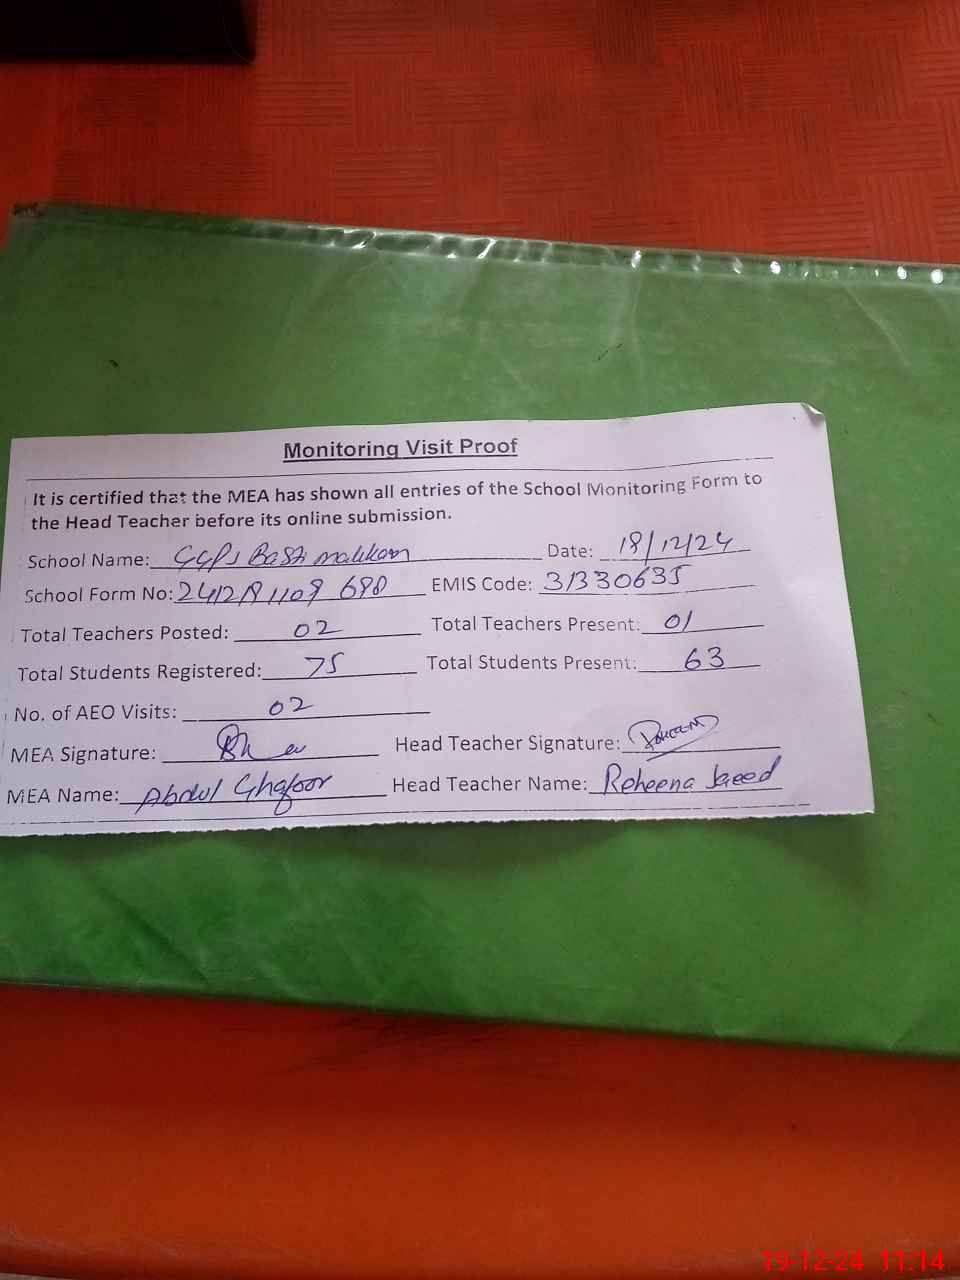 Monitoring Visit Proof
It is certified that the MEA has shown all entries of the School Monitoring Form to
the Head Teacher before its online submission.
School Name: GGPS Basti malikan Date: 18/12/24
School Form No: EMIS Code: 31330635
Total Teachers Posted: 02 Total Teachers Present: 01
Total Students Registered: 75 Total Students Present: 63
No. of AEO Visits: 02
MEA Signature: Head Teacher Signature:
MEA Name: Abdul Ghafoor Head Teacher Name: Reheena Saeed
19-12-24 11:14